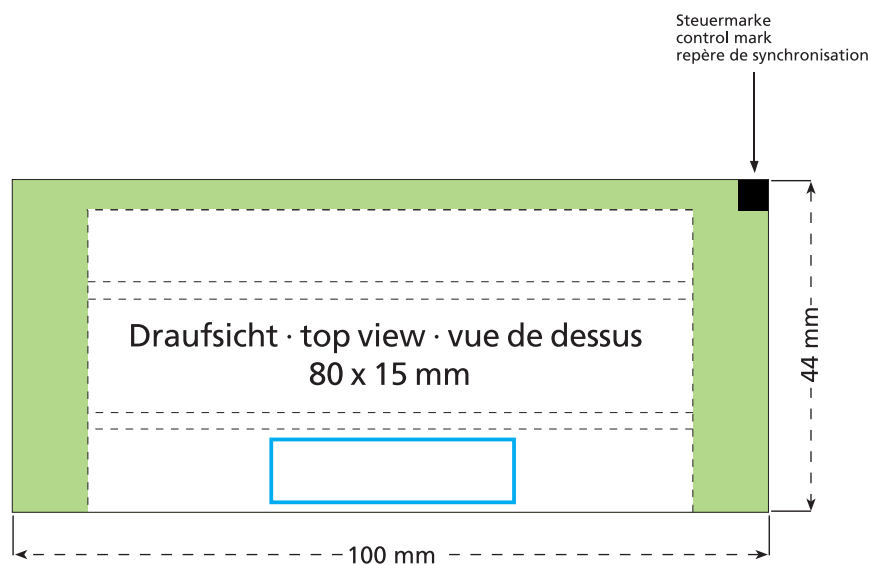 Steuermarke
control mark
repère de synchronisation
Draufsicht · top view · vue de dessus
80 x 15 mm
44 mm
100 mm